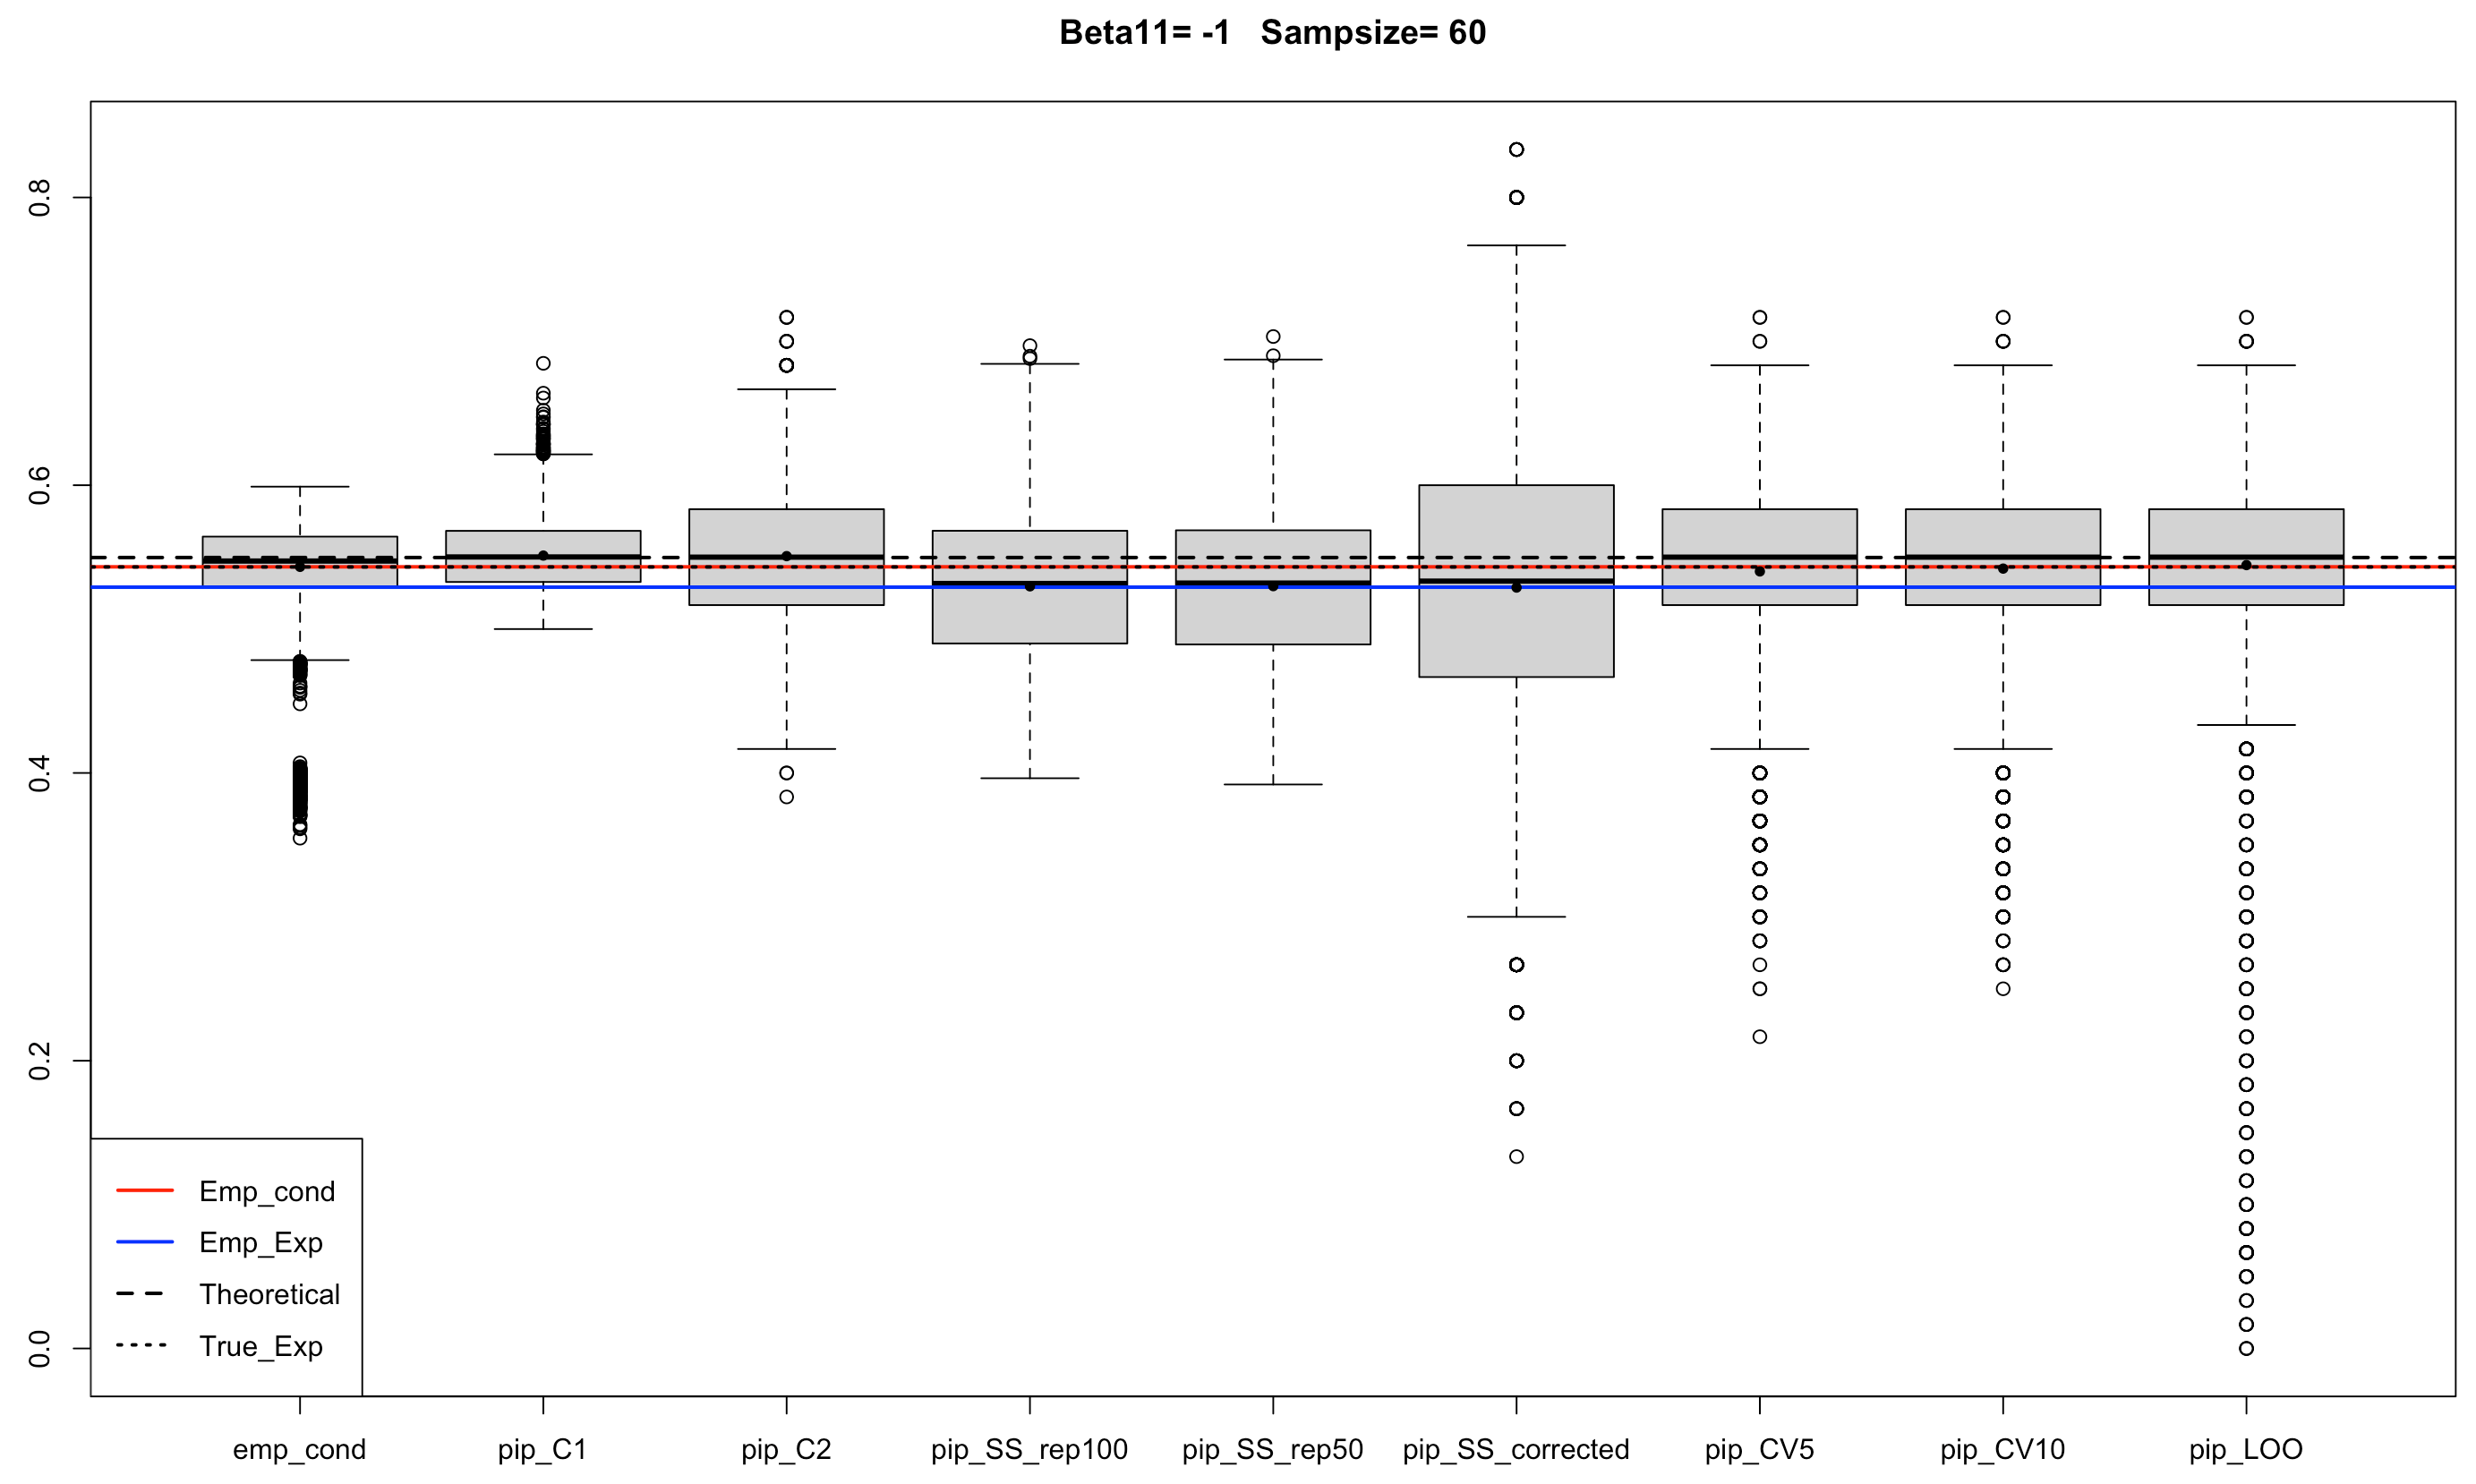 Beta11= -1   Sampsize= 60
0.8
0.6
0.4
0.2
0.0
Emp_cond
Emp_Exp
Theoretical
True_Exp
emp_cond pip_C1 pip_C2 pip_SS_rep100 pip_SS_rep50 pip_SS_corrected pip_CV5 pip_CV10 pip_LOO